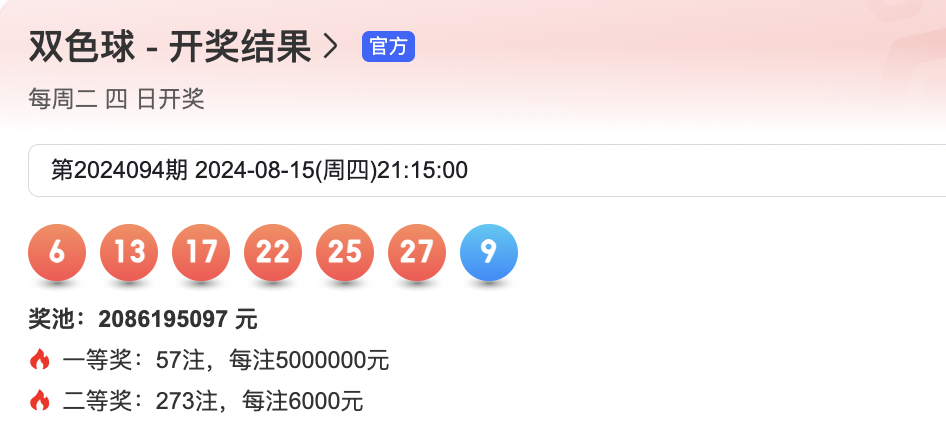 双色球 - 开奖结果 > 官方
每周二 四 日开奖
第2024094期 2024-08-15(周四)21:15:00
6 13 17 22 25 27 9
奖池：2086195097 元
一等奖：57注，每注5000000元
二等奖：273注，每注6000元